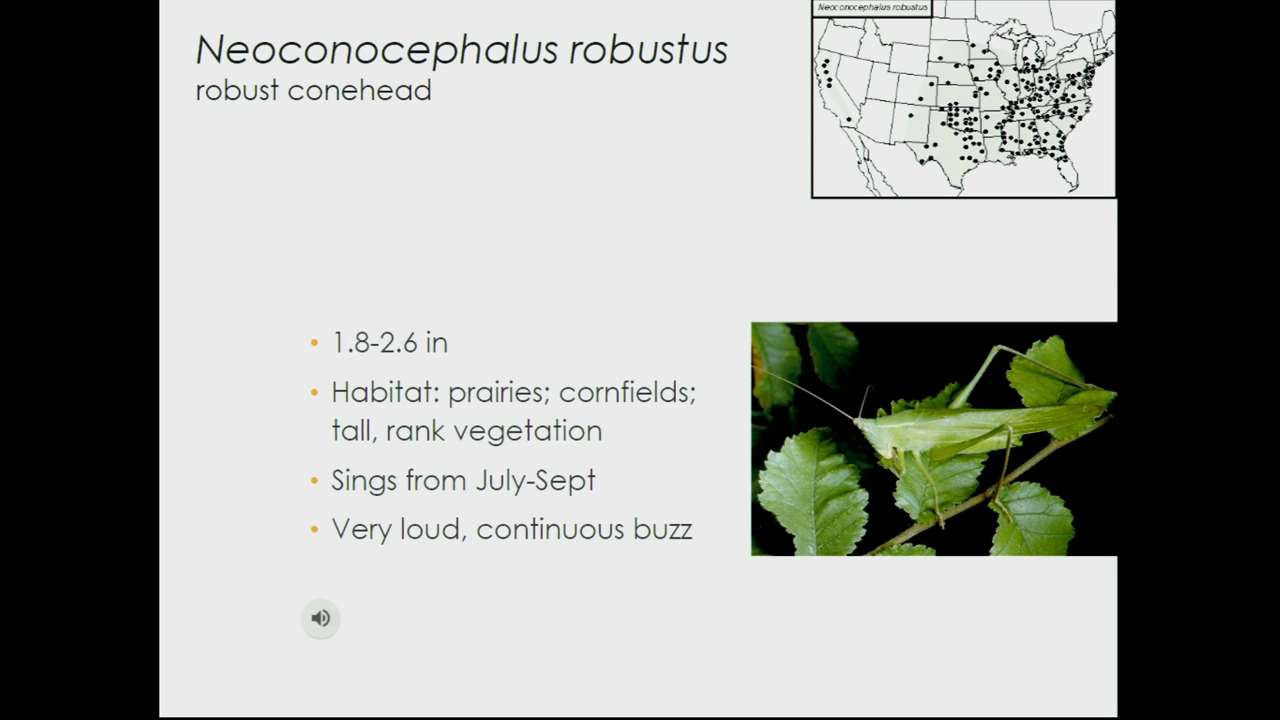 Neoconocephalus robustus
robust conehead
Neoconocephalus robustus
• 1.8-2.6 in
• Habitat: prairies; cornfields;
tall, rank vegetation
• Sings from July-Sept
• Very loud, continuous buzz